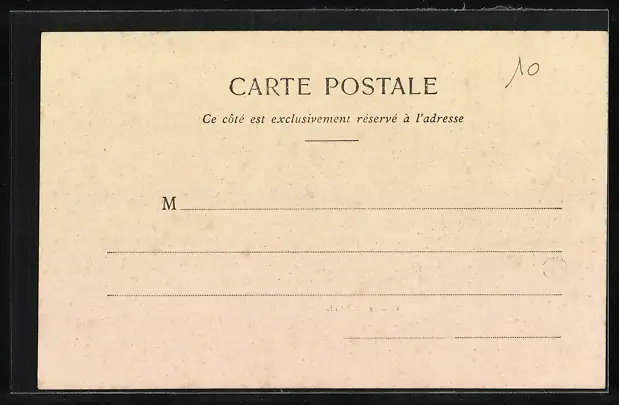 10
CARTE POSTALE
Ce côté est exclusivement réservé à l'adresse
M